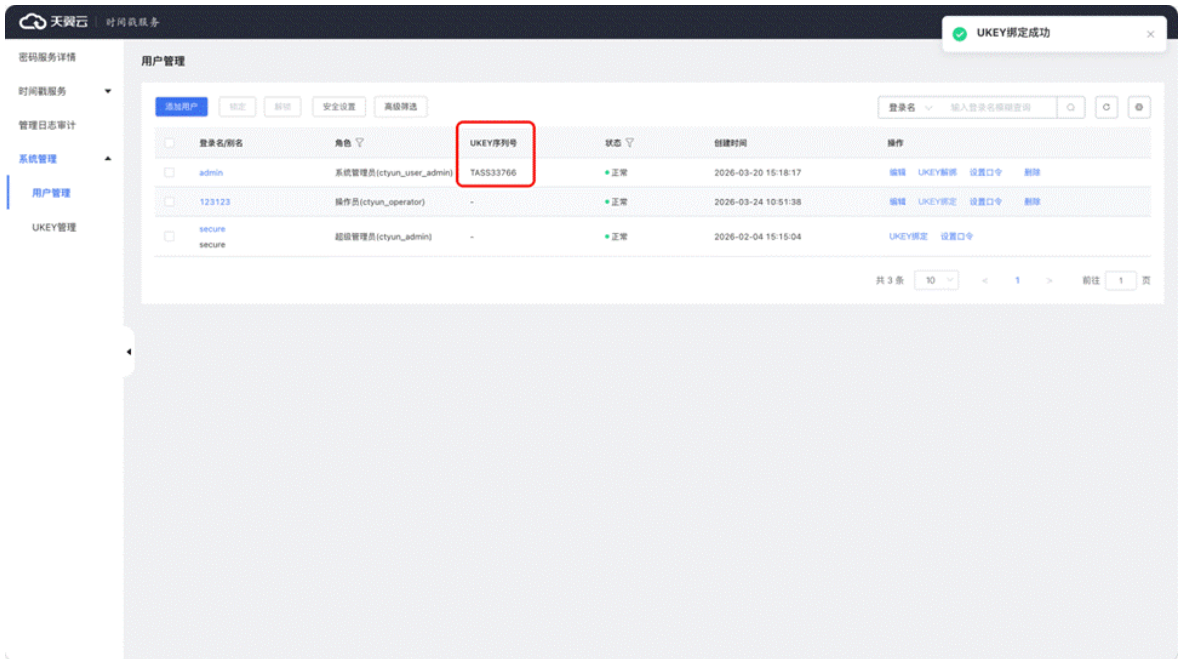 天翼云 时间戳服务
UKEY绑定成功
密码服务详情
时间戳服务
管理日志审计
系统管理
用户管理
UKEY管理
用户管理
添加用户 锁定 解锁 安全设置 高级筛选 登录名 输入登录名模糊查询
登录名/别名 角色 UKEY序列号 状态 创建时间 操作
admin 系统管理员(ctyun_user_admin) TASS33766 正常 2026-03-20 15:18:17 编辑 UKEY解绑 设置口令 删除
123123 操作员(ctyun_operator) - 正常 2026-03-24 10:51:38 编辑 UKEY绑定 设置口令 删除
secure
secure 超级管理员(ctyun_admin) - 正常 2026-02-04 15:15:04 UKEY绑定 设置口令
共 3 条 10 < 1 > 前往 1 页